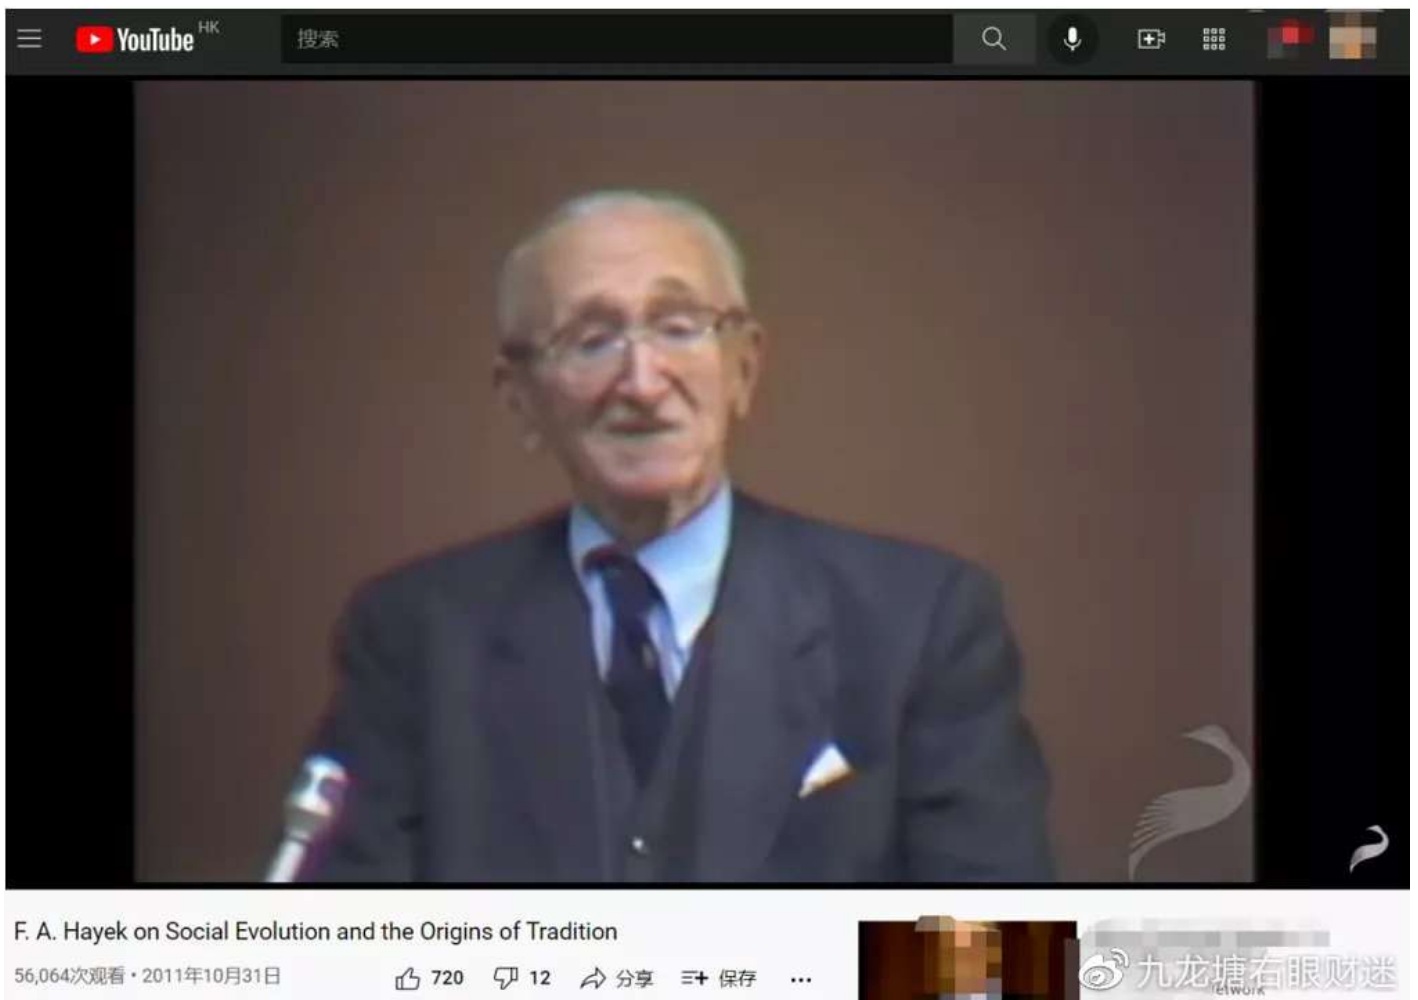 YouTube HK
搜索
F. A. Hayek on Social Evolution and the Origins of Tradition
56,064次观看 • 2011年10月31日
720 12 分享 保存 ...
@九龙塘右眼财迷